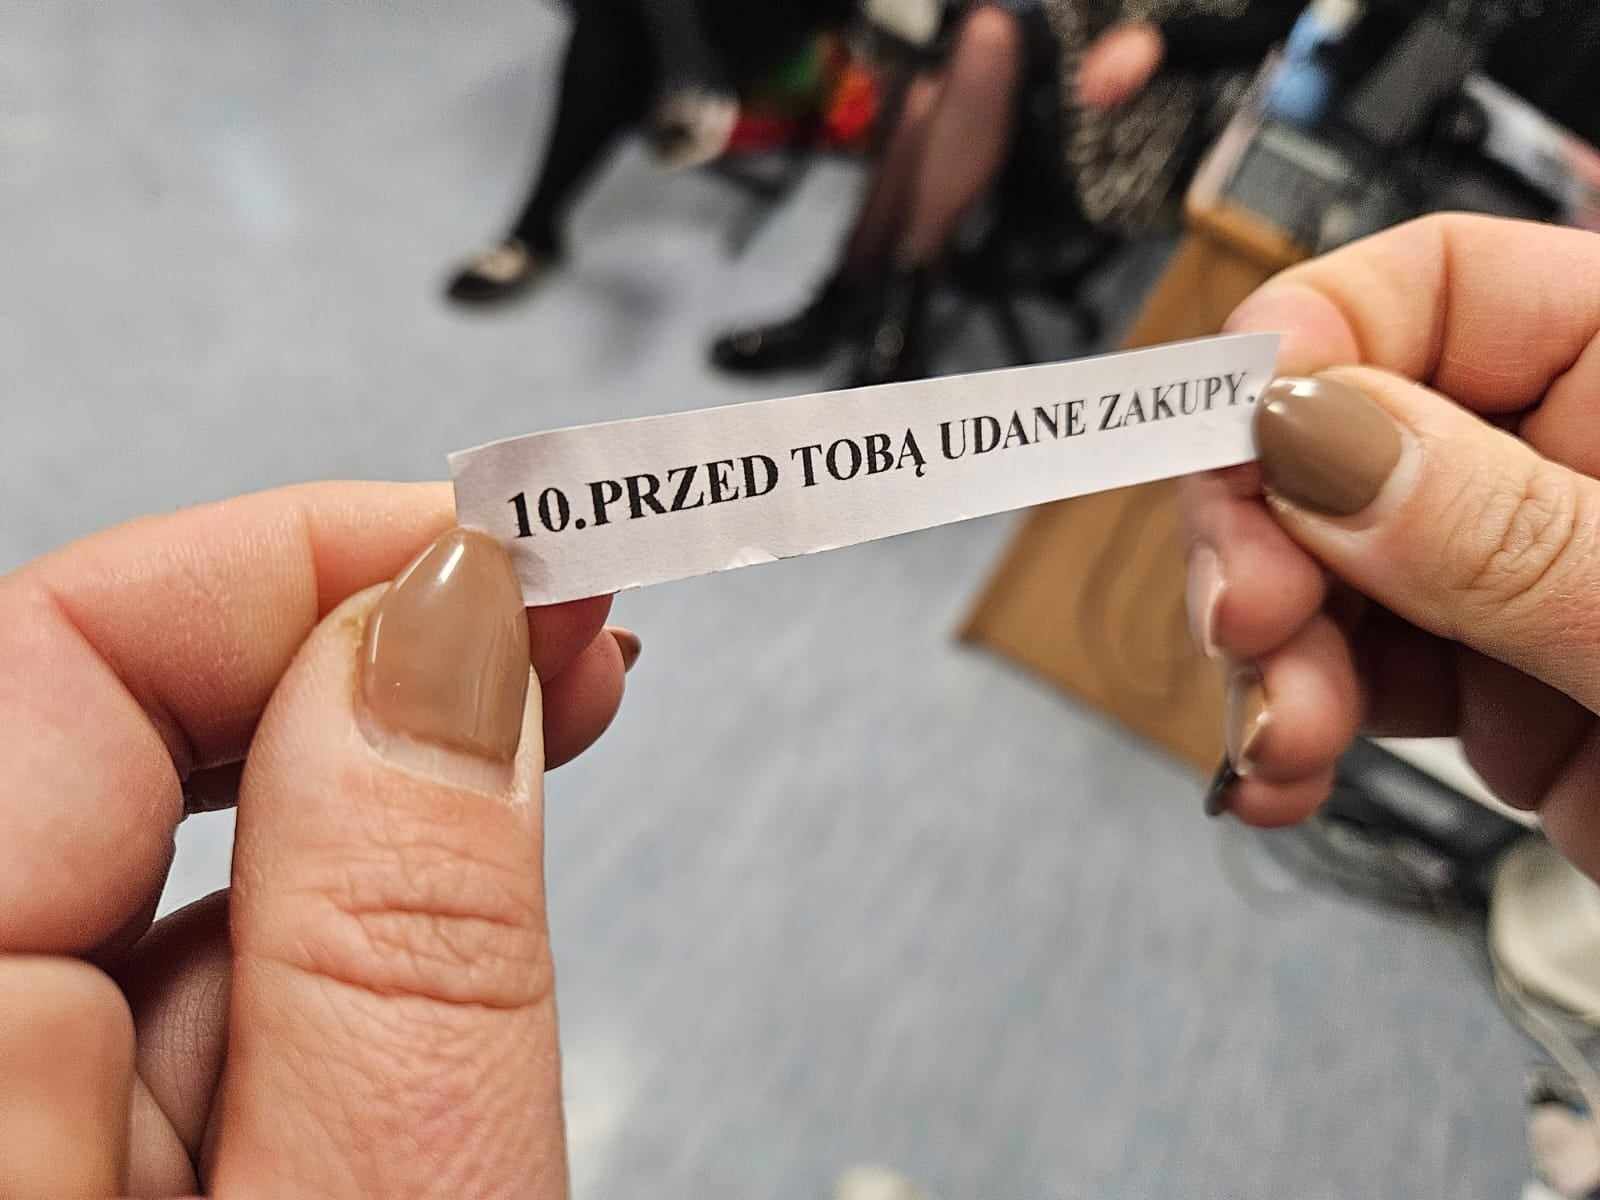 10.PRZED TOBĄ UDANE ZAKUPY.